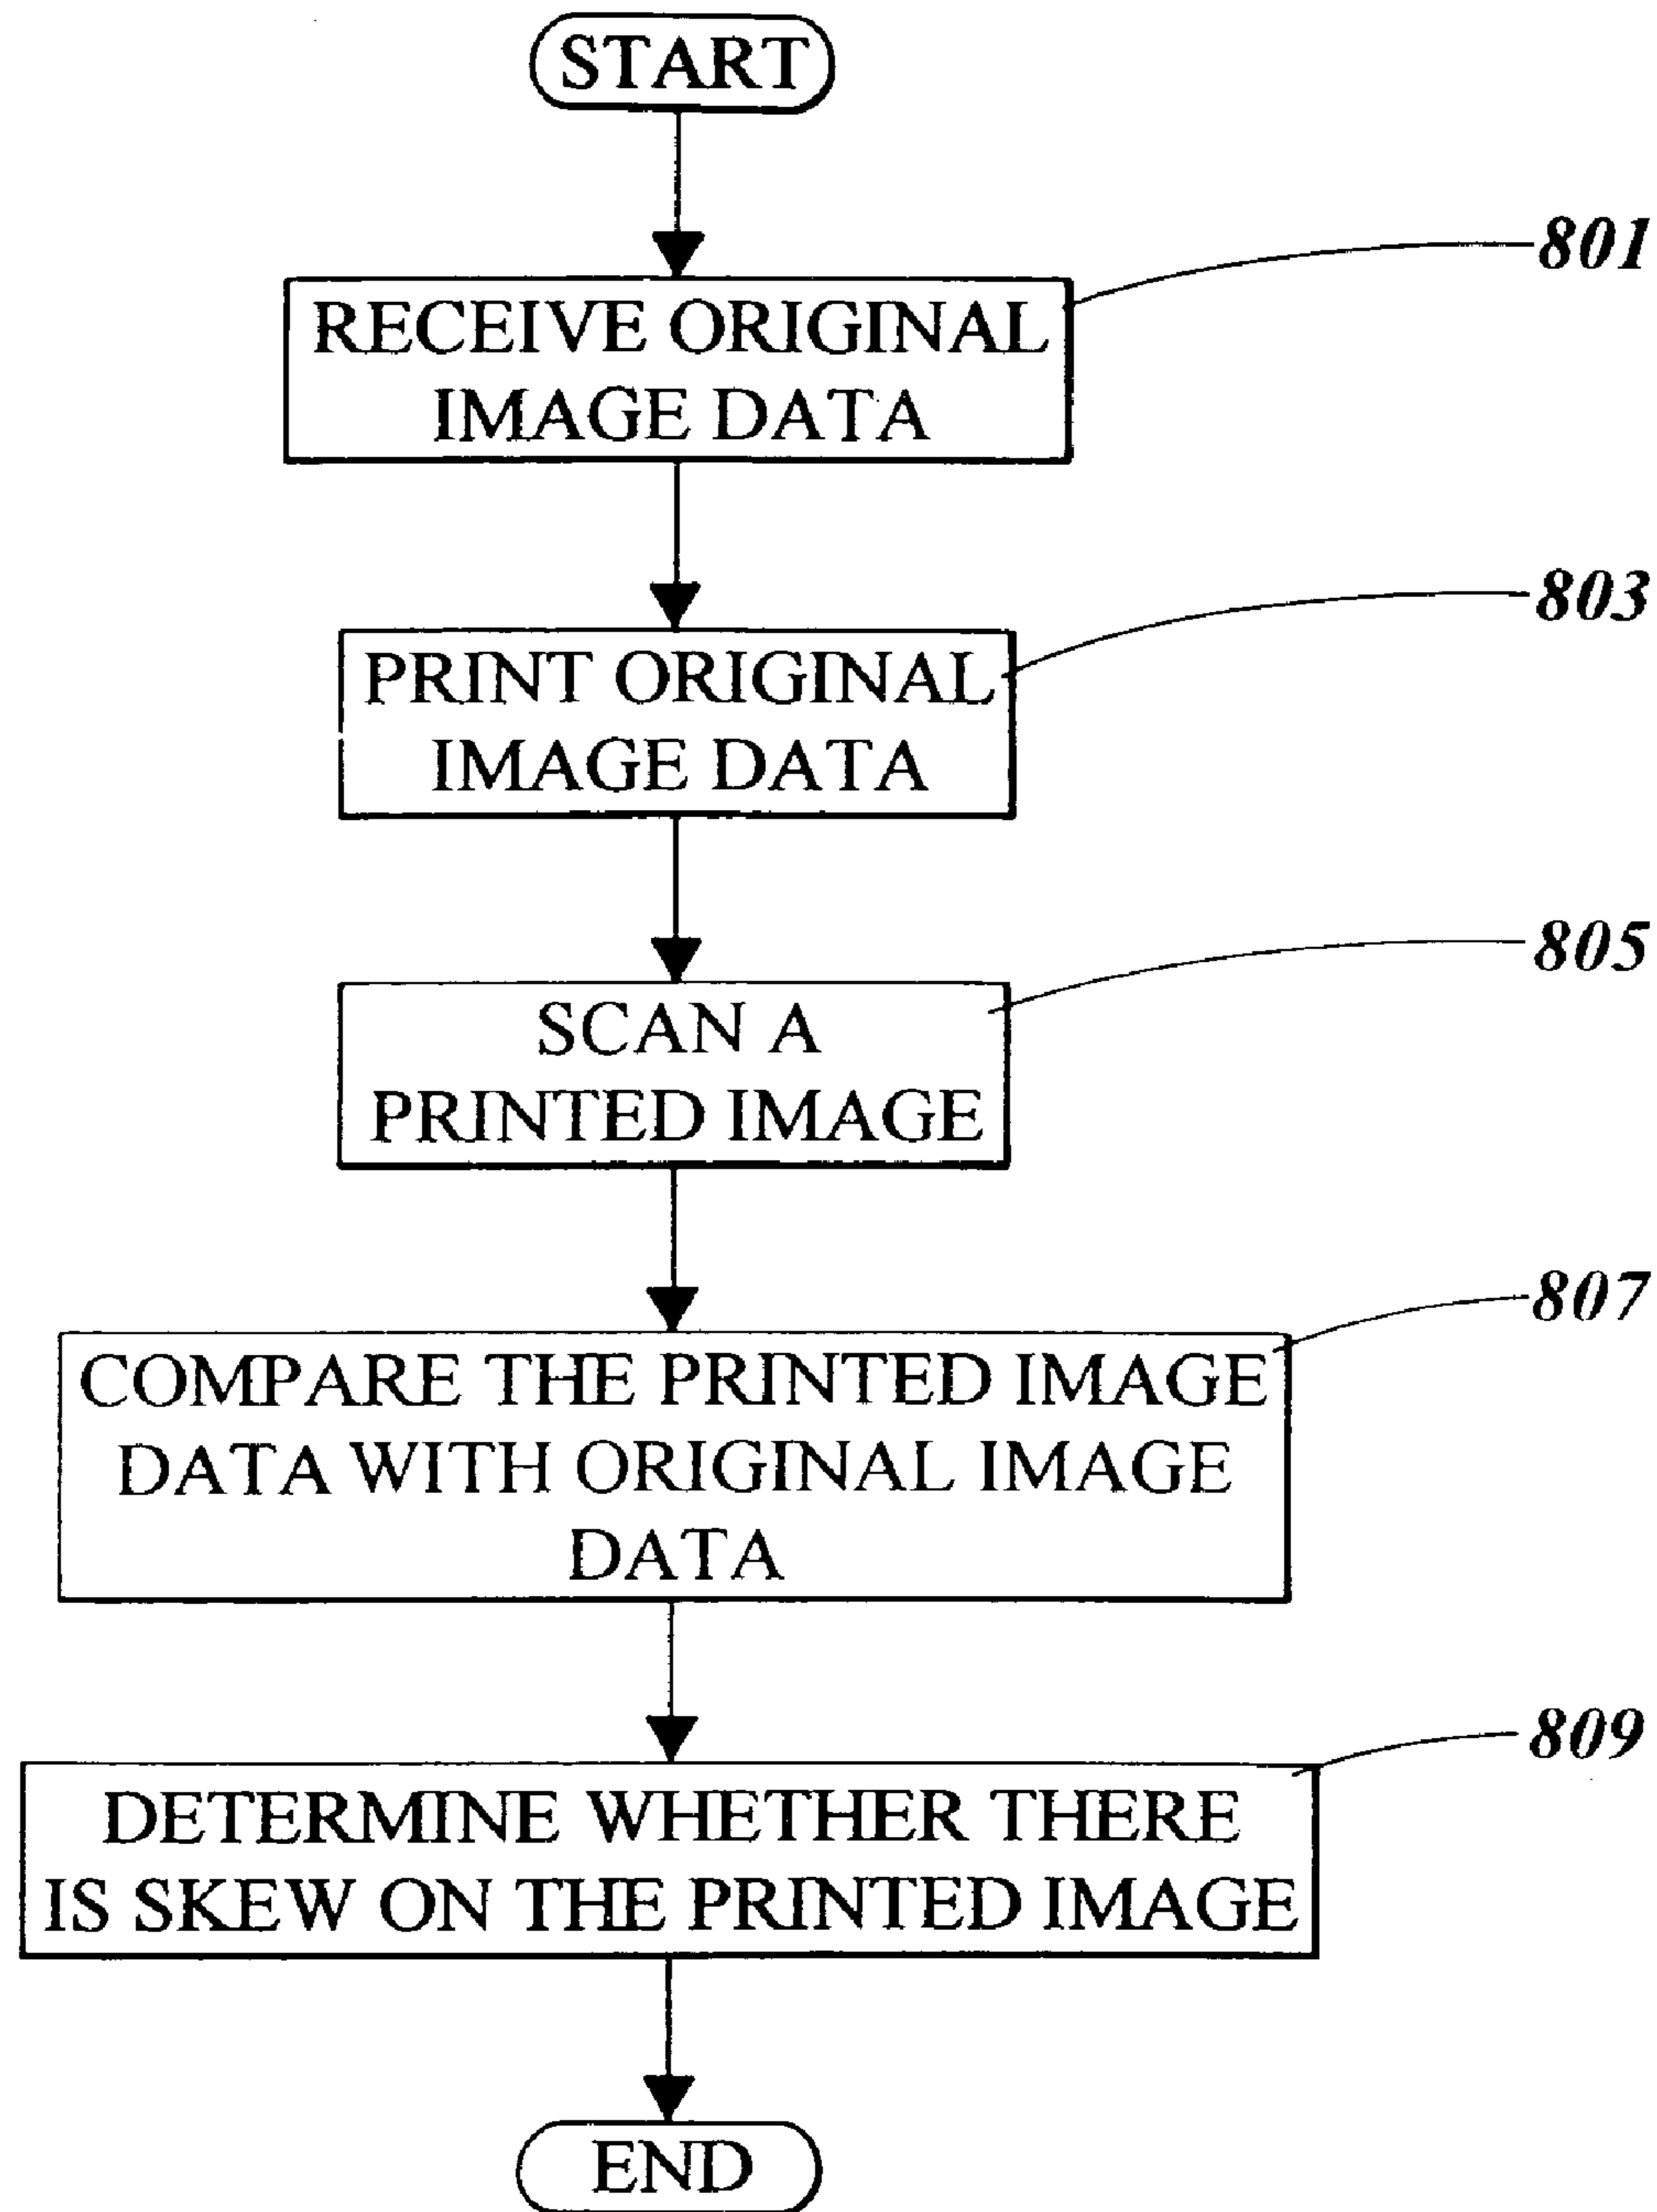 START
801
RECEIVE ORIGINAL
IMAGE DATA
803
PRINT ORIGINAL
IMAGE DATA
805
SCAN A
PRINTED IMAGE
807
COMPARE THE PRINTED IMAGE
DATA WITH ORIGINAL IMAGE
DATA
809
DETERMINE WHETHER THERE
IS SKEW ON THE PRINTED IMAGE
END